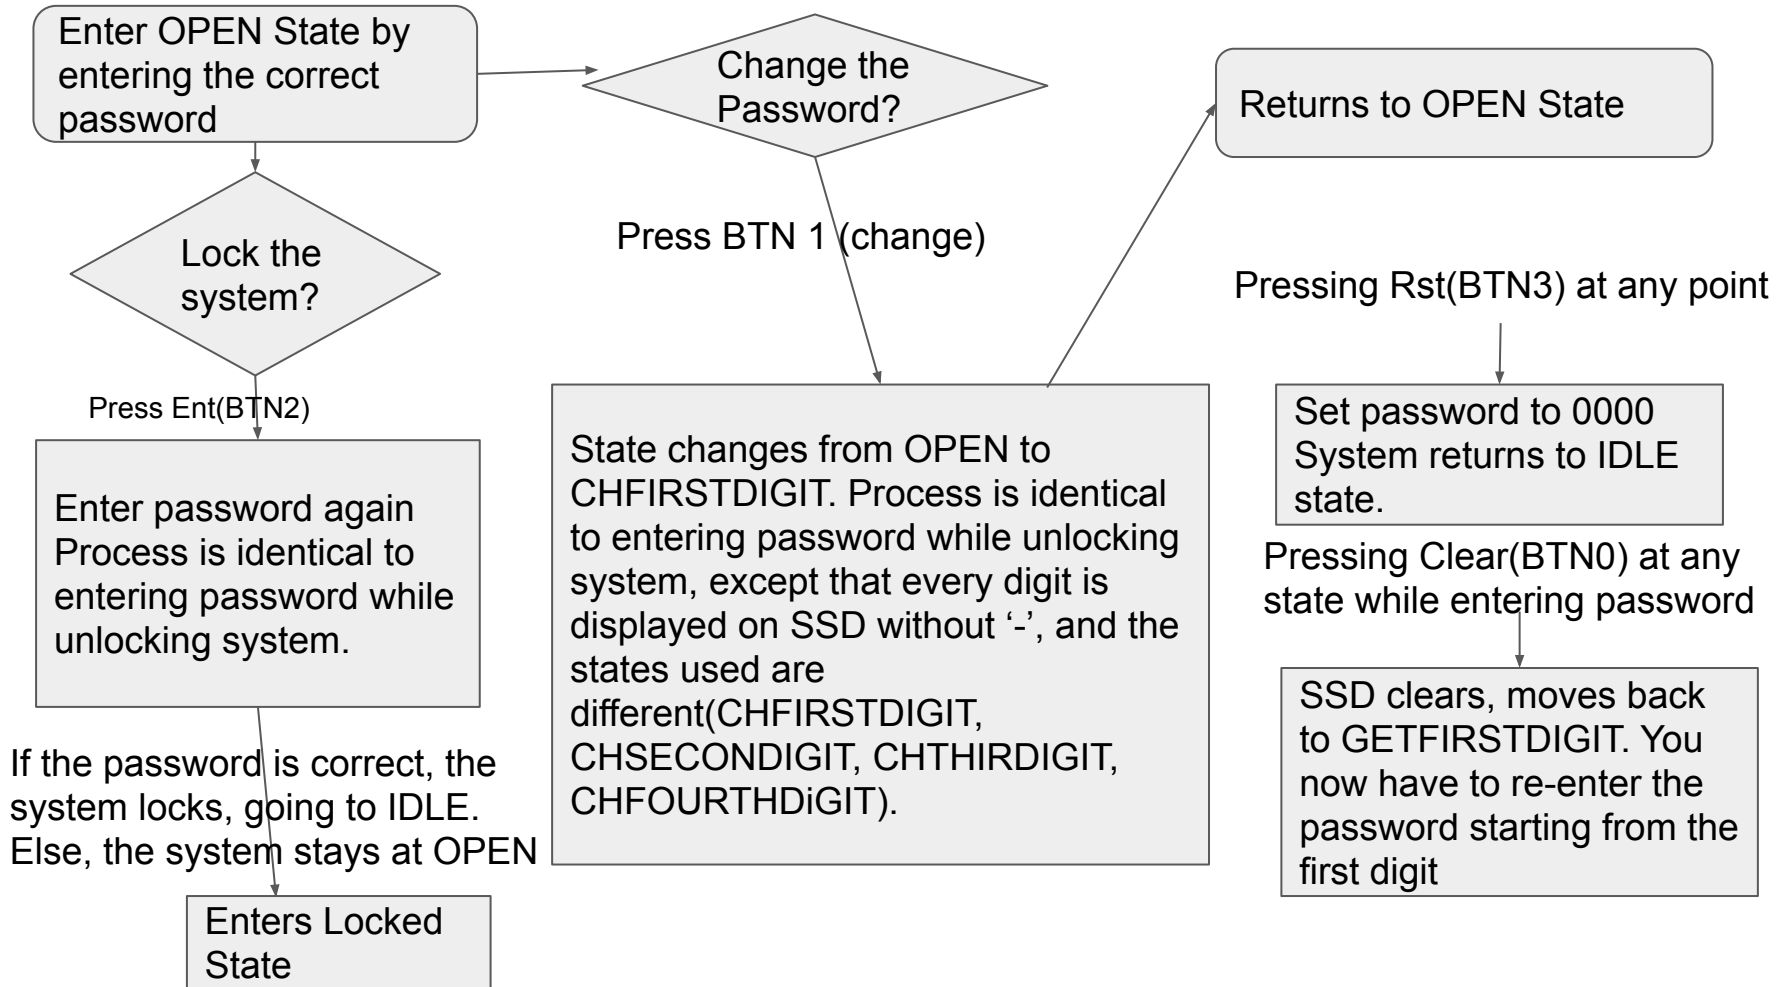 Enter OPEN State by
entering the correct
password
Change the
Password?
Returns to OPEN State
Lock the
system?
Press BTN 1 (change)
Pressing Rst(BTN3) at any point
Press Ent(BTN2)
Set password to 0000
System returns to IDLE
state.
Enter password again
Process is identical to
entering password while
unlocking system.
State changes from OPEN to
CHFIRSTDIGIT. Process is identical
to entering password while unlocking
system, except that every digit is
displayed on SSD without ‘-’, and the
states used are
different(CHFIRSTDIGIT,
CHSECONDIGIT, CHTHIRDIGIT,
CHFOURTHDiGIT).
Pressing Clear(BTN0) at any
state while entering password
SSD clears, moves back
to GETFIRSTDIGIT. You
now have to re-enter the
password starting from the
first digit
If the password is correct, the
system locks, going to IDLE.
Else, the system stays at OPEN
Enters Locked
State